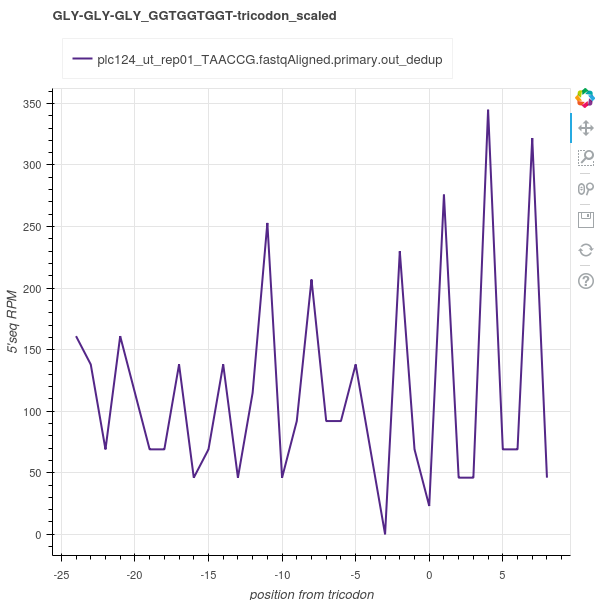 GLY-GLY-GLY_GGTGGTGGT-tricodon_scaled
plc124_ut_rep01_TAACCG.fastqAligned.primary.out_dedup
350
300
250
200
150
100
50
0
5'seq RPM
-25 -20 -15 -10 -5 0 5
position from tricodon